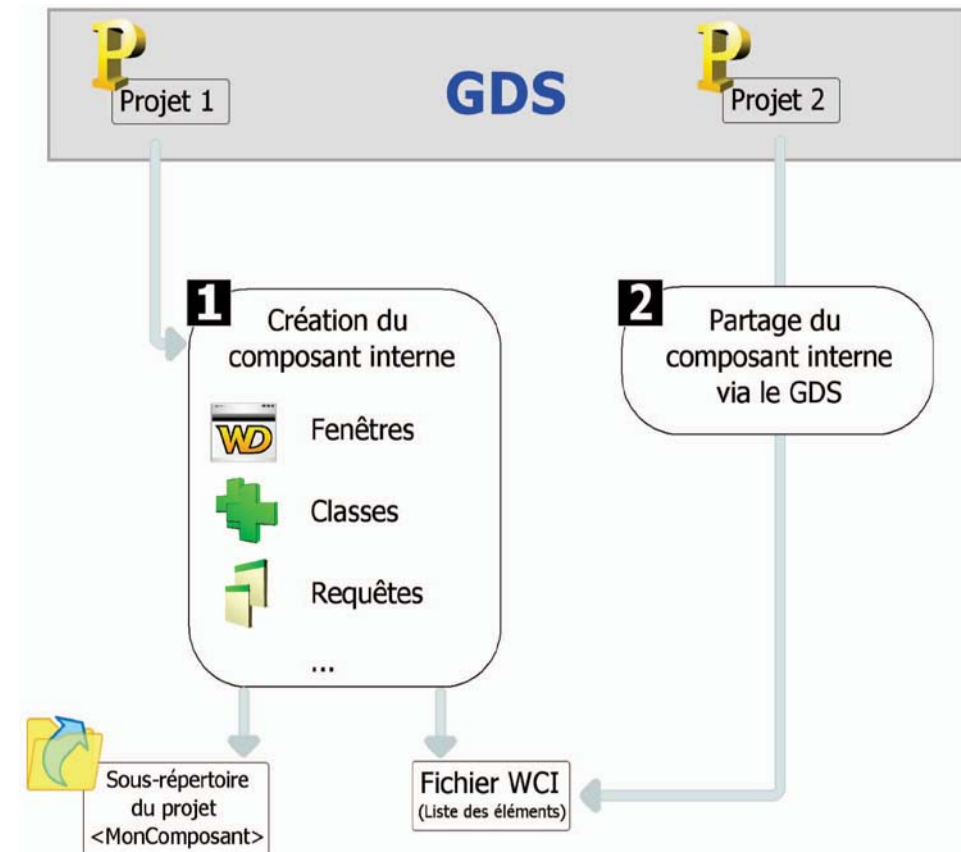 P
Projet 1
GDS
P
Projet 2
1
Création du
composant interne
WD
Fenêtres
Classes
Requêtes
...
2
Partage du
composant interne
via le GDS
Sous-répertoire
du projet
<MonComposant>
Fichier WCI
(Liste des éléments)